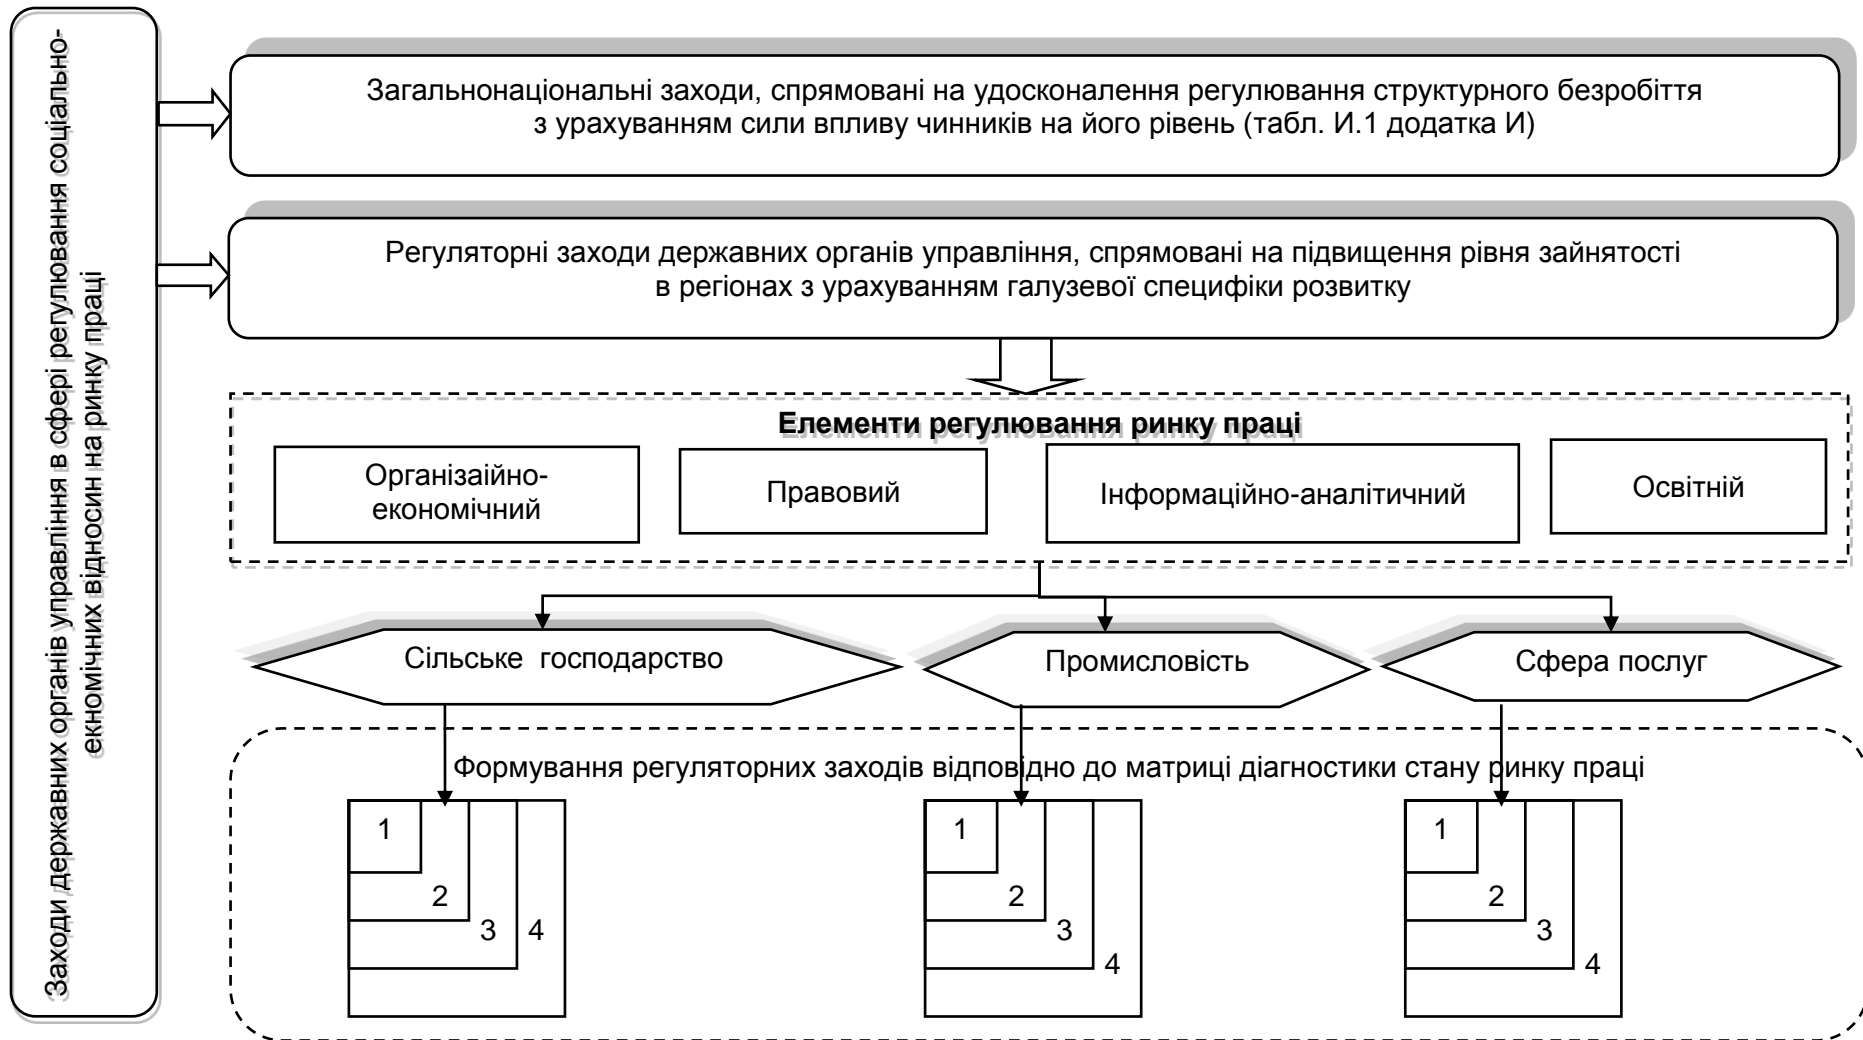 Заходи державних органів управління в сфері регулювання соціально-
екнομічних відносин на ринку праці
Загальнонаціональні заходи, спрямовані на удосконалення регулювання структурного безробіття
з урахуванням сили впливу чинників на його рівень (табл. И.1 додатка И)
Регуляторні заходи державних органів управління, спрямовані на підвищення рівня зайнятості
в регіонах з урахуванням галузевої специфіки розвитку
Елементи регулювання ринку праці
Організаійно-
економічний
Правовий
Інформаційно-аналітичний
Освітній
Сільське господарство
Промисловість
Сфера послуг
Формування регуляторних заходів відповідно до матриці діагностики стану ринку праці
1
2
3
4
1
2
3
4
1
2
3
4